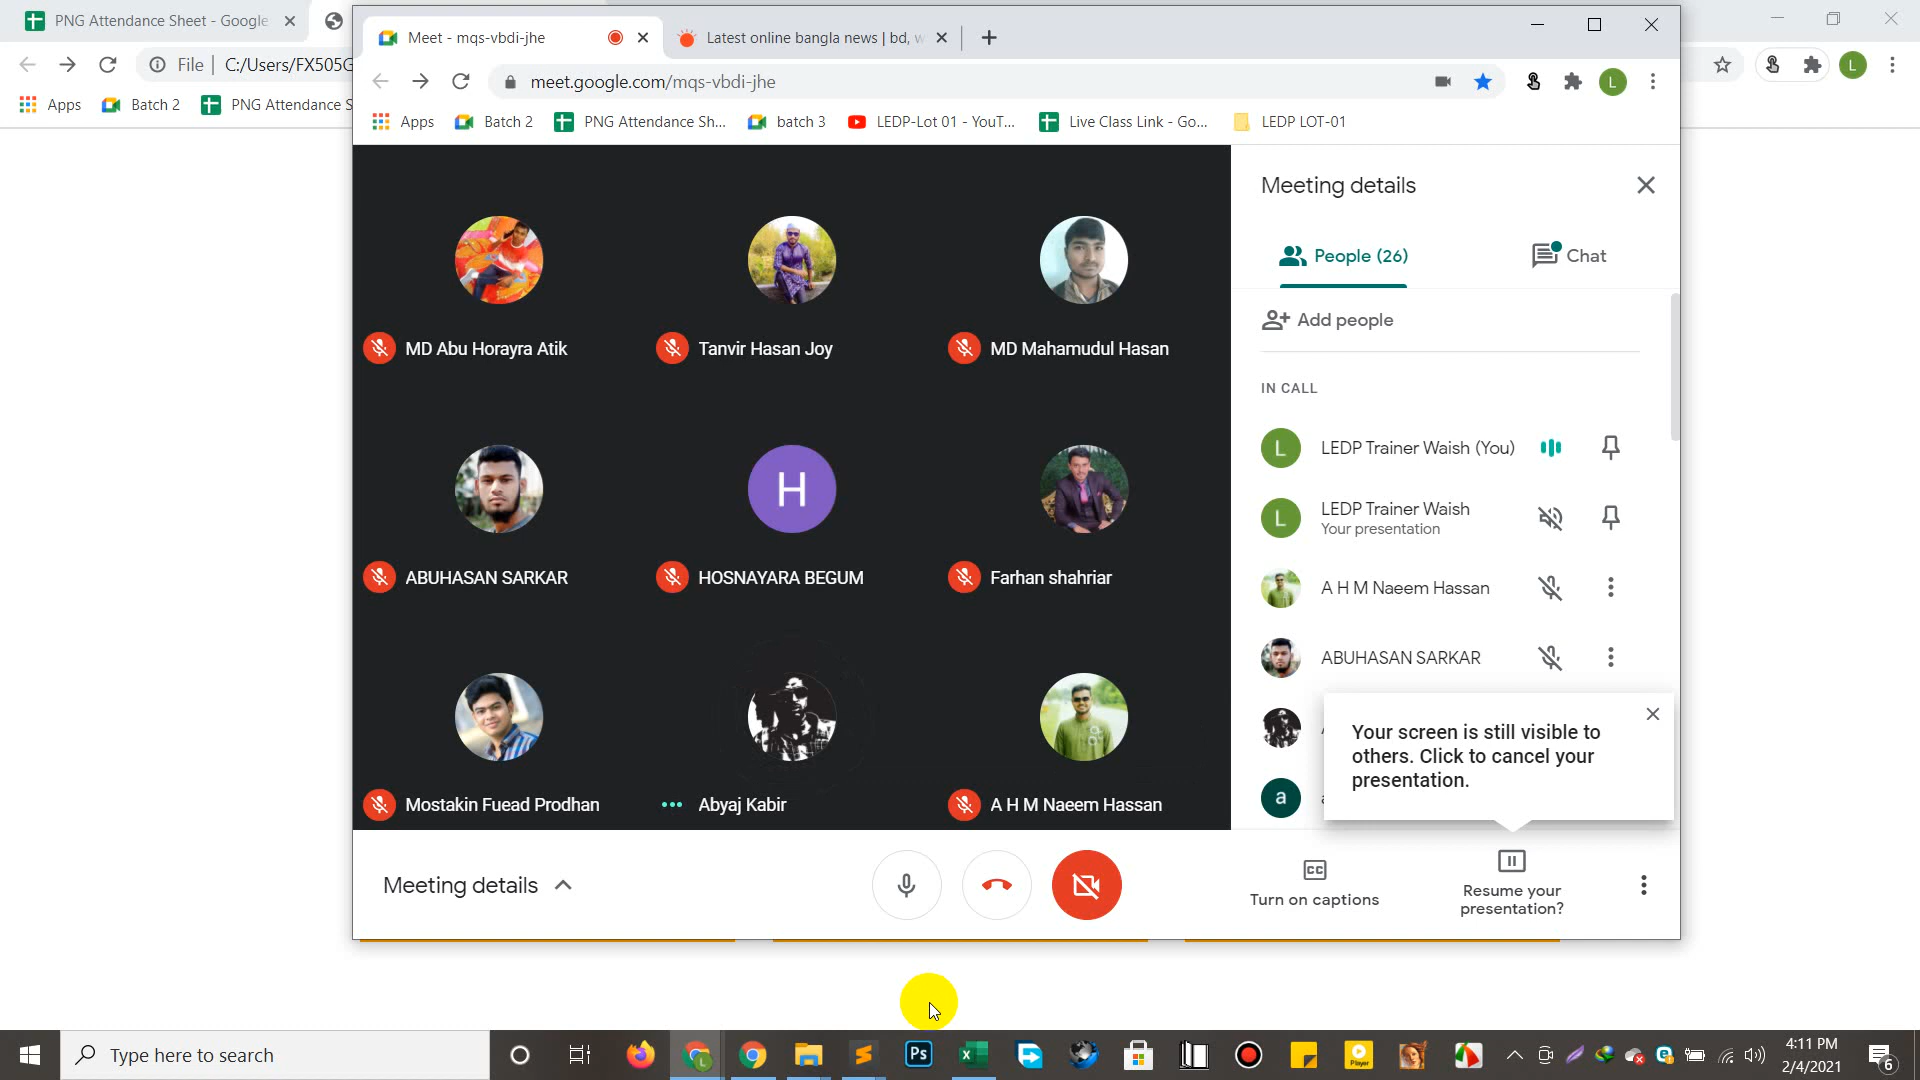 PNG Attendance Sheet - Google
Meet - mqs-vbdi-jhe
Latest online bangla news | bd, w
File
C:/Users/FX505G
meet.google.com/mqs-vbdi-jhe
L
L
Apps
Batch 2
PNG Attendance S
Apps
Batch 2
PNG Attendance Sh...
batch 3
LEDP-Lot 01 - YouT...
Live Class Link - Go...
LEDP LOT-01
Meeting details
People (26)
Chat
Add people
IN CALL
MD Abu Horayra Atik
Tanvir Hasan Joy
MD Mahamudul Hasan
L
LEDP Trainer Waish (You)
L
LEDP Trainer Waish
Your presentation
H
ABUHASAN SARKAR
HOSNAYARA BEGUM
Farhan shahriar
A H M Naeem Hassan
ABUHASAN SARKAR
Your screen is still visible to
others. Click to cancel your
presentation.
a
Mostakin Fuead Prodhan
Abyaj Kabir
A H M Naeem Hassan
Meeting details
CC
Turn on captions
Resume your
presentation?
Type here to search
L
Ps
X
Player
4:11 PM
2/4/2021
6